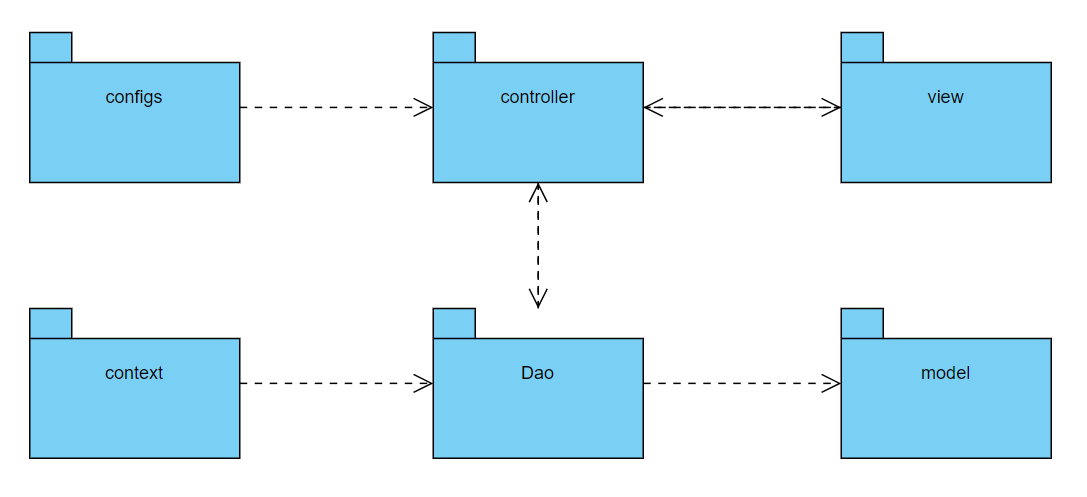 configs
controller
view
context
Dao
model